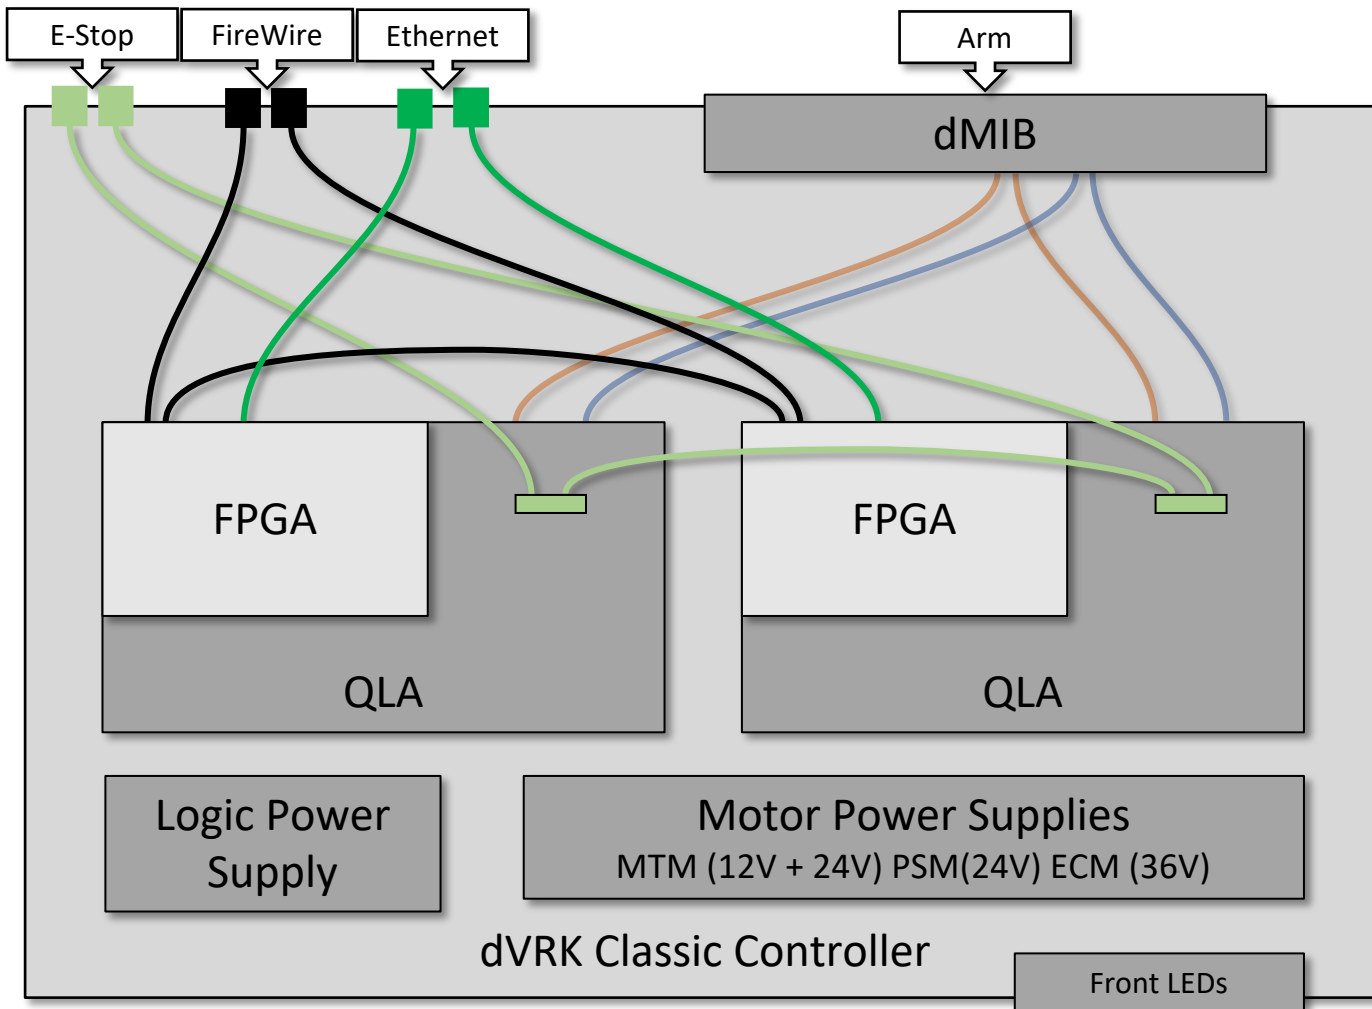 E-Stop
FireWire
Ethernet
Arm
dMIB
FPGA
FPGA
QLA
QLA
Logic Power
Supply
Motor Power Supplies
MTM (12V + 24V) PSM(24V) ECM (36V)
dVRK Classic Controller
Front LEDs